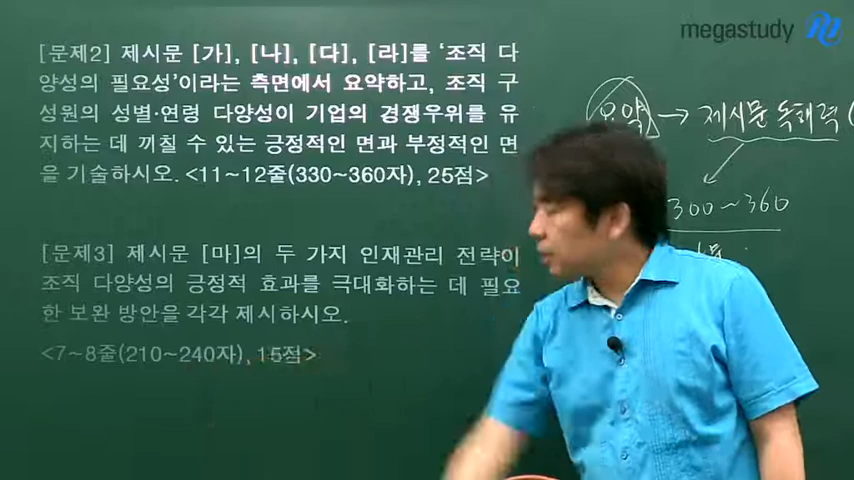 megastudy
[문제2] 제시문 [가], [나], [다], [라]를 '조직 다
양성의 필요성'이라는 측면에서 요약하고, 조직 구
성원의 성별·연령 다양성이 기업의 경쟁우위를 유
지하는 데 끼칠 수 있는 긍정적인 면과 부정적인 면
을 기술하시오.<11~12줄(330~360자), 25점>
[문제3] 제시문 [마]의 두 가지 인재관리 전략이
조직 다양성의 긍정적 효과를 극대화하는 데 필요
한 보완 방안을 각각 제시하시오.
<7~8줄(210~240자), 15점>
요약 → 제시문 독해력
300~360